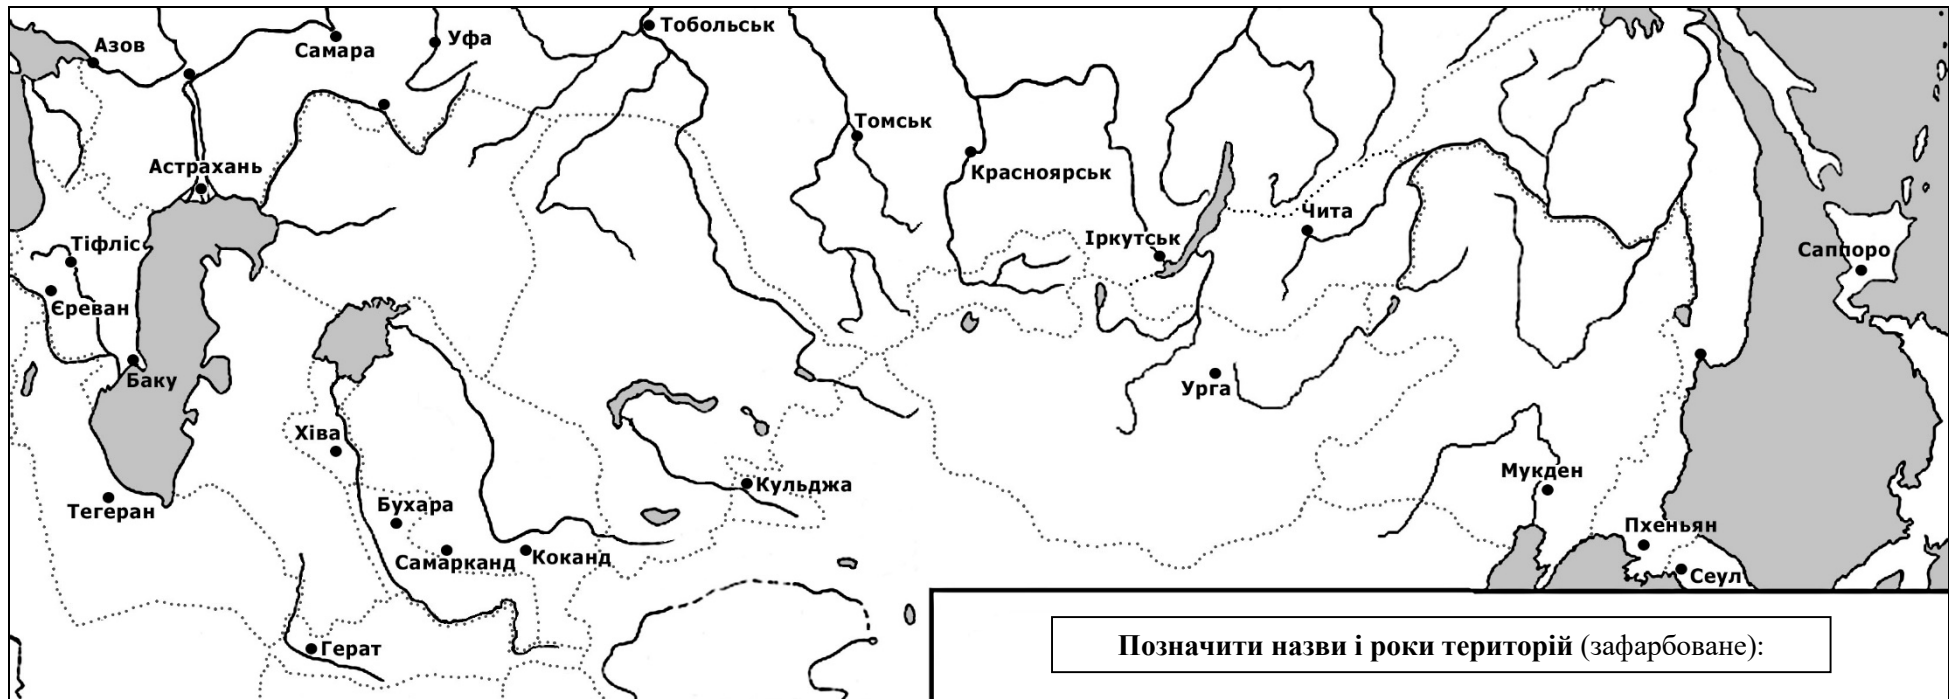 Тобольськ
Азов
Самара
Уфа
Томськ
Астрахань
Красноярськ
Чита
Тіфліс
Іркутськ
Саппоро
Єреван
Баку
Урга
Хіва
Мукден
Кульджа
Тегеран
Бухара
Пхеньян
Самарканд
Коканд
Сеул
Герат
Позначити назви і роки територій (зафарбоване):